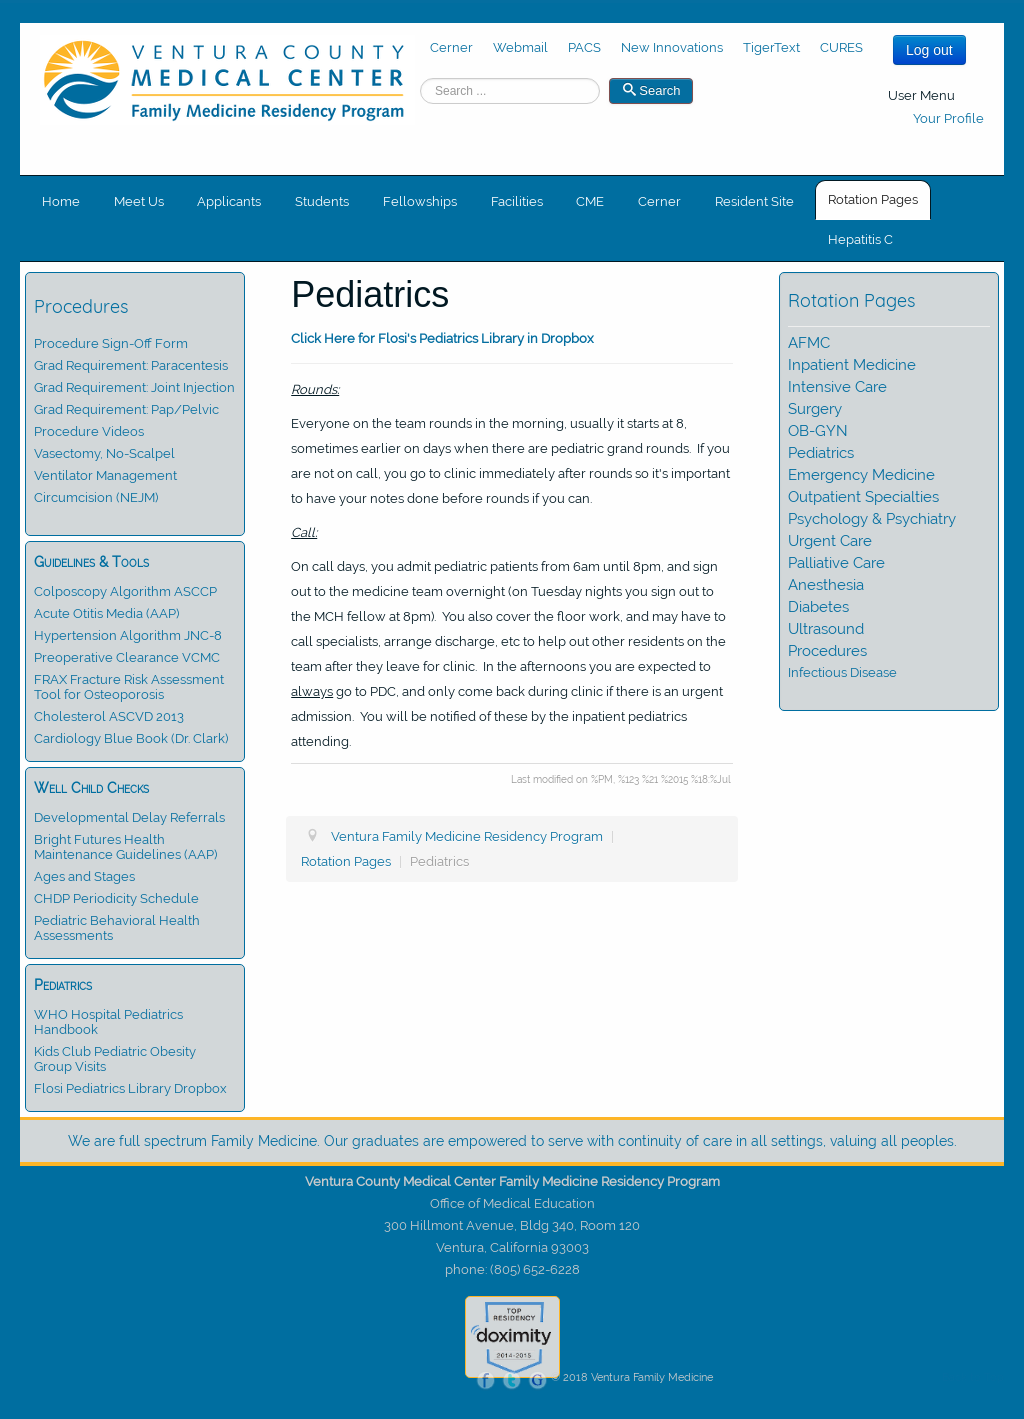 VENTURA COUNTY
MEDICAL CENTER
Family Medicine Residency Program
Cerner Webmail PACS New Innovations TigerText CURES
Log out
Search ...
Search
User Menu
Your Profile
Home Meet Us Applicants Students Fellowships Facilities CME Cerner Resident Site Rotation Pages
Hepatitis C
Procedures
Procedure Sign-Off Form
Grad Requirement: Paracentesis
Grad Requirement: Joint Injection
Grad Requirement: Pap/Pelvic
Procedure Videos
Vasectomy, No-Scalpel
Ventilator Management
Circumcision (NEJM)
Guidelines & Tools
Colposcopy Algorithm ASCCP
Acute Otitis Media (AAP)
Hypertension Algorithm JNC-8
Preoperative Clearance VCMC
FRAX Fracture Risk Assessment
Tool for Osteoporosis
Cholesterol ASCVD 2013
Cardiology Blue Book (Dr. Clark)
Well Child Checks
Developmental Delay Referrals
Bright Futures Health
Maintenance Guidelines (AAP)
Ages and Stages
CHDP Periodicity Schedule
Pediatric Behavioral Health
Assessments
Pediatrics
WHO Hospital Pediatrics
Handbook
Kids Club Pediatric Obesity
Group Visits
Flosi Pediatrics Library Dropbox
Pediatrics
Click Here for Flosi's Pediatrics Library in Dropbox
Rounds:
Everyone on the team rounds in the morning, usually it starts at 8,
sometimes earlier on days when there are pediatric grand rounds. If you
are not on call, you go to clinic immediately after rounds so it's important
to have your notes done before rounds if you can.
Call:
On call days, you admit pediatric patients from 6am until 8pm, and sign
out to the medicine team overnight (on Tuesday nights you sign out to
the MCH fellow at 8pm). You also cover the floor work, and may have to
call specialists, arrange discharge, etc to help out other residents on the
team after they leave for clinic. In the afternoons you are expected to
always go to PDC, and only come back during clinic if there is an urgent
admission. You will be notified of these by the inpatient pediatrics
attending.
Last modified on %PM, %123 %21 %2015 %18:%Jul
Ventura Family Medicine Residency Program |
Rotation Pages | Pediatrics
Rotation Pages
AFMC
Inpatient Medicine
Intensive Care
Surgery
OB-GYN
Pediatrics
Emergency Medicine
Outpatient Specialties
Psychology & Psychiatry
Urgent Care
Palliative Care
Anesthesia
Diabetes
Ultrasound
Procedures
Infectious Disease
We are full spectrum Family Medicine. Our graduates are empowered to serve with continuity of care in all settings, valuing all peoples.
Ventura County Medical Center Family Medicine Residency Program
Office of Medical Education
300 Hillmont Avenue, Bldg 340, Room 120
Ventura, California 93003
phone: (805) 652-6228
TOP
RESIDENCY
doximity
2014-2015
f t G © 2018 Ventura Family Medicine